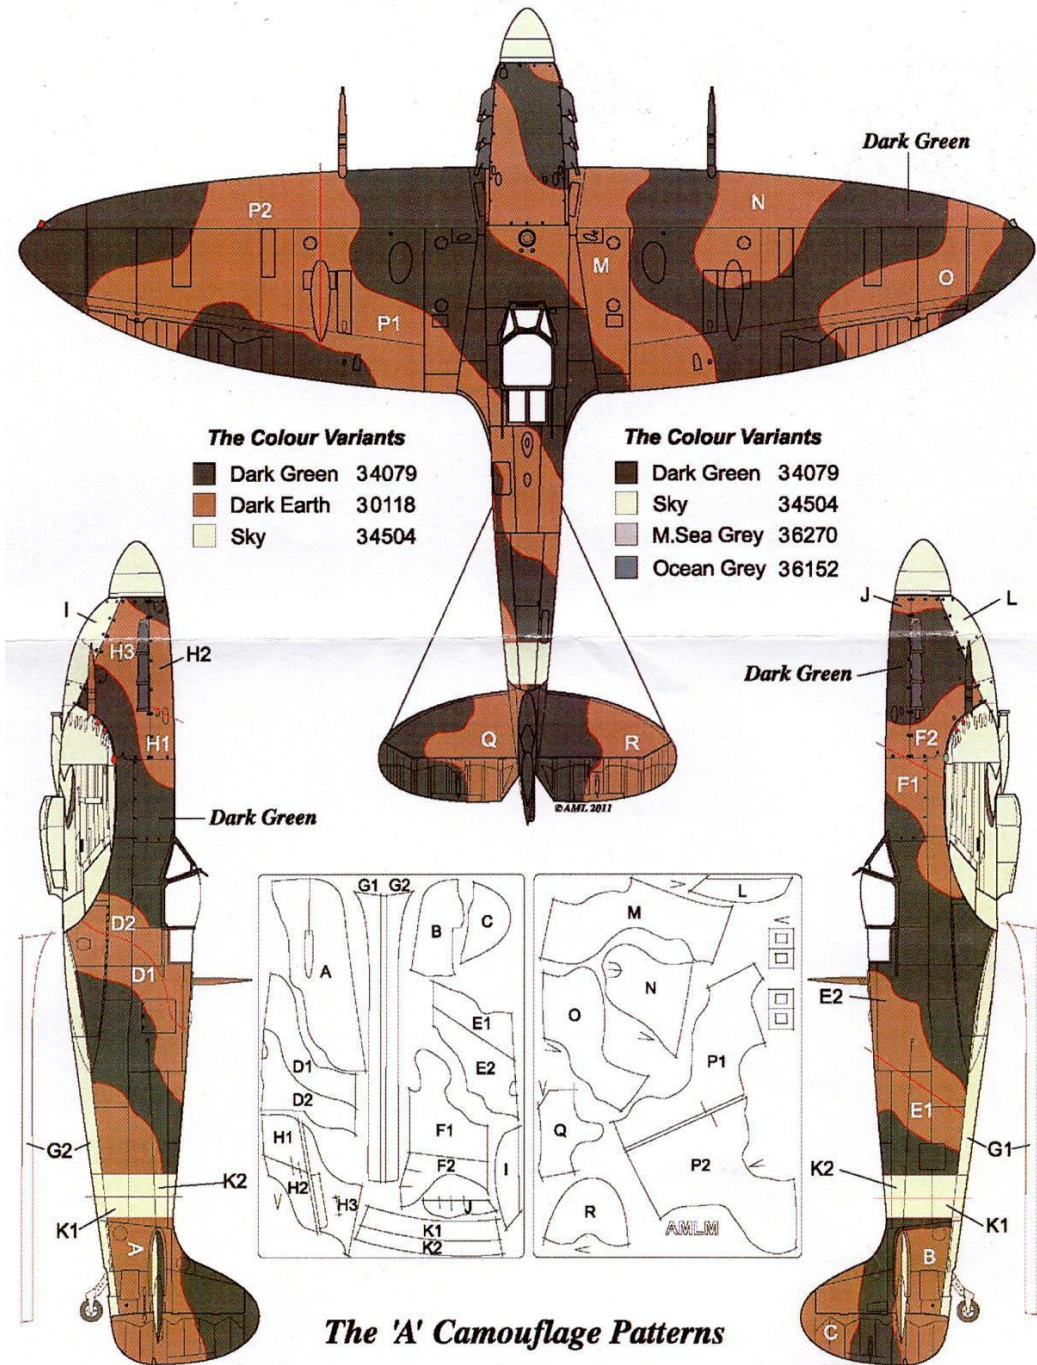 Dark Green
P2
N
M
O
P1
The Colour Variants
Dark Green 34079
Dark Earth 30118
Sky 34504
The Colour Variants
Dark Green 34079
Sky 34504
M.Sea Grey 36270
Ocean Grey 36152
I
H3
H2
H1
Dark Green
D2
D1
G2
K2
K1
A
J
L
Dark Green
F2
F1
E2
E1
G1
K2
K1
B
C
Q
R
©AML 2011
G1
G2
A
B
C
D1
D2
E1
E2
F1
F2
H1
H2
H3
I
J
K1
K2
L
M
N
O
P1
P2
Q
R
AMLM
The 'A' Camouflage Patterns